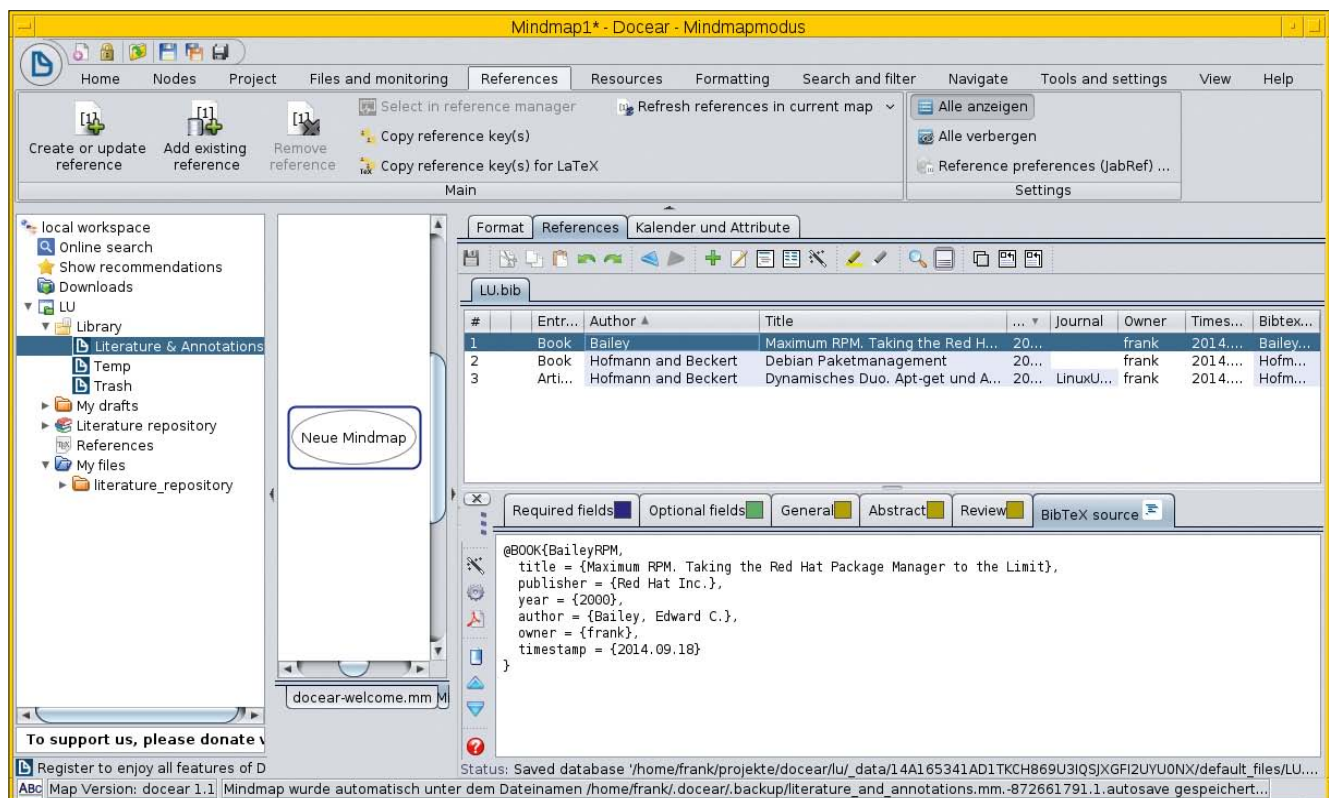 Mindmap1* - Docear - Mindmapmodus
Home Nodes Project Files and monitoring References Resources Formatting Search and filter Navigate Tools and settings View Help
Create or update reference
Add existing reference
Remove reference
Select in reference manager
Copy reference key(s)
Copy reference key(s) for LaTeX
Refresh references in current map
Main
Alle anzeigen
Alle verbergen
Reference preferences (JabRef) ...
Settings
local workspace
Online search
Show recommendations
Downloads
LU
Library
Literature & Annotations
Temp
Trash
My drafts
Literature repository
References
My files
literature_repository
To support us, please donate v
Register to enjoy all features of D
Neue Mindmap
docear-welcome.mm M
Format References Kalender und Attribute
LU.bib
# Entr... Author Title ... Journal Owner Times... Bibtex...
1 Book Bailey Maximum RPM. Taking the Red H... 20... frank 2014.... Bailey...
2 Book Hofmann and Beckert Debian Paketmanagement 20... frank 2014.... Hofm...
3 Arti... Hofmann and Beckert Dynamisches Duo. Apt-get und A... 20... LinuxU... frank 2014.... Hofm...
Required fields Optional fields General Abstract Review BibTeX source
@BOOK{BaileyRPM,
title = {Maximum RPM. Taking the Red Hat Package Manager to the Limit},
publisher = {Red Hat Inc.},
year = {2000},
author = {Bailey, Edward C.},
owner = {frank},
timestamp = {2014.09.18}
}
Status: Saved database '/home/frank/projekte/docear/lu/_data/14A165341AD1TKCH869U3IQSJXGFI2UYU0NX/default_files/LU....
ABC Map Version: docear 1.1 Mindmap wurde automatisch unter dem Dateinamen /home/frank/.docear/.backup/literature_and_annotations.mm.-872661791.1.autosave gespeichert...